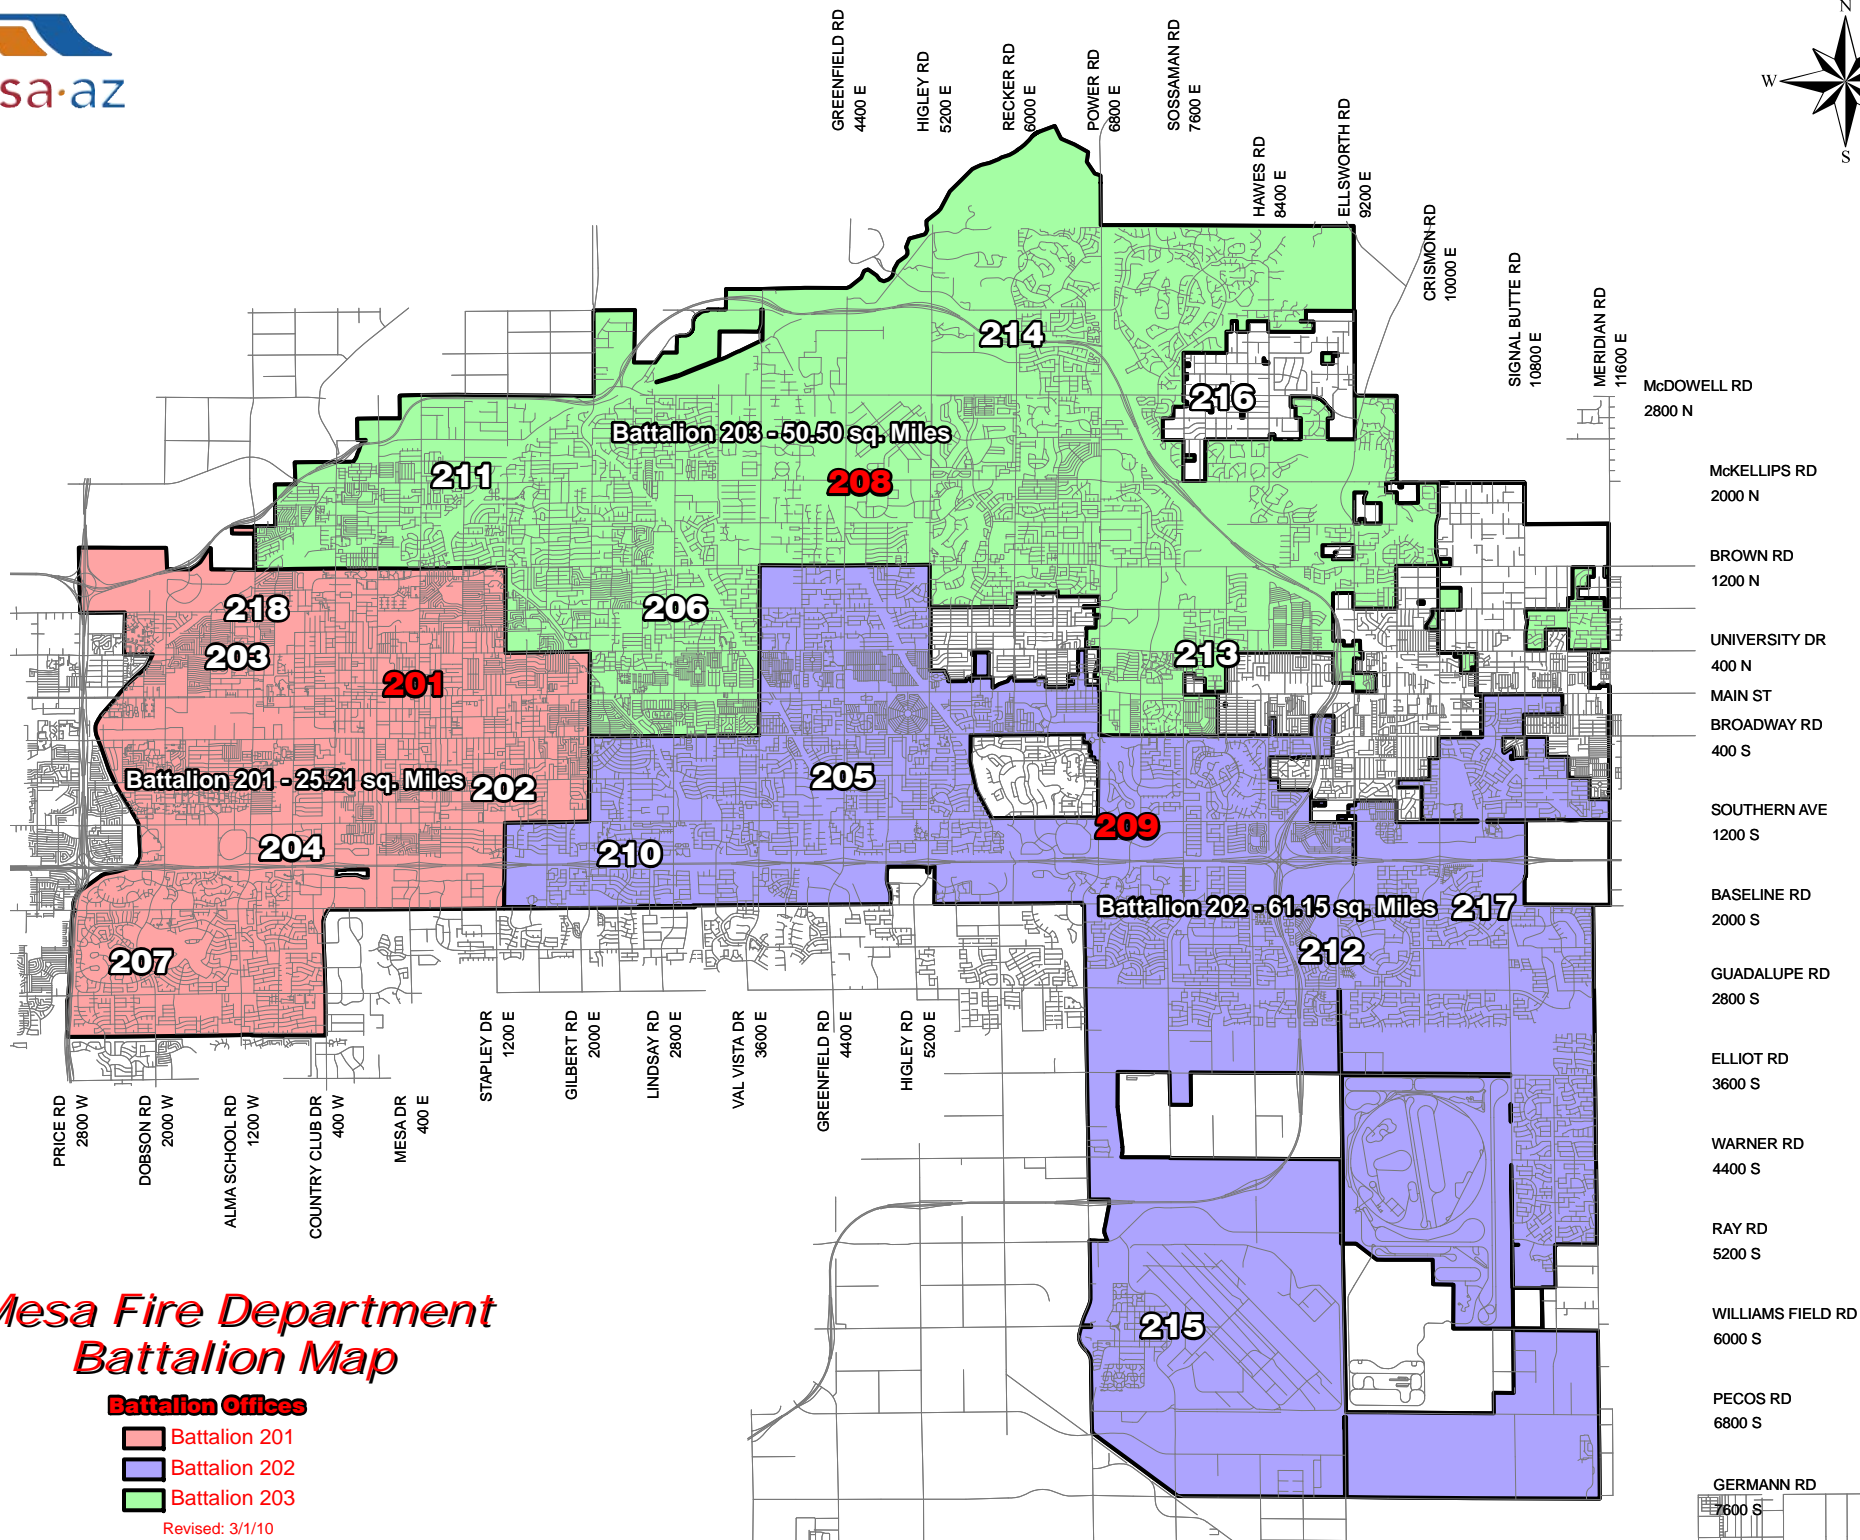 sa·az
GREENFIELD RD
4400 E
HIGLEY RD
5200 E
RECKER RD
6000 E
POWER RD
6800 E
SOSSAMAN RD
7600 E
HAWES RD
8400 E
ELLSWORTH RD
9200 E
CRISMON RD
10000 E
SIGNAL BUTTE RD
10800 E
MERIDIAN RD
11600 E
N
W
S
McDOWELL RD
2800 N
McKELLIPS RD
2000 N
BROWN RD
1200 N
UNIVERSITY DR
400 N
MAIN ST
BROADWAY RD
400 S
SOUTHERN AVE
1200 S
BASELINE RD
2000 S
GUADALUPE RD
2800 S
ELLIOT RD
3600 S
WARNER RD
4400 S
RAY RD
5200 S
WILLIAMS FIELD RD
6000 S
PECOS RD
6800 S
GERMANN RD
7600 S
214
216
Battalion 203 - 50.50 sq. Miles
211
208
218
206
203
213
201
Battalion 201 - 25.21 sq. Miles
202
205
209
204
210
Battalion 202 - 61.15 sq. Miles
217
212
207
215
PRICE RD
2800 W
DOBSON RD
2000 W
ALMA SCHOOL RD
1200 W
COUNTRY CLUB DR
400 W
MESA DR
400 E
STAPLEY DR
1200 E
GILBERT RD
2000 E
LINDSAY RD
2800 E
VAL VISTA DR
3600 E
GREENFIELD RD
4400 E
HIGLEY RD
5200 E
Mesa Fire Department
Battalion Map
Battalion Offices
Battalion 201
Battalion 202
Battalion 203
Revised: 3/1/10